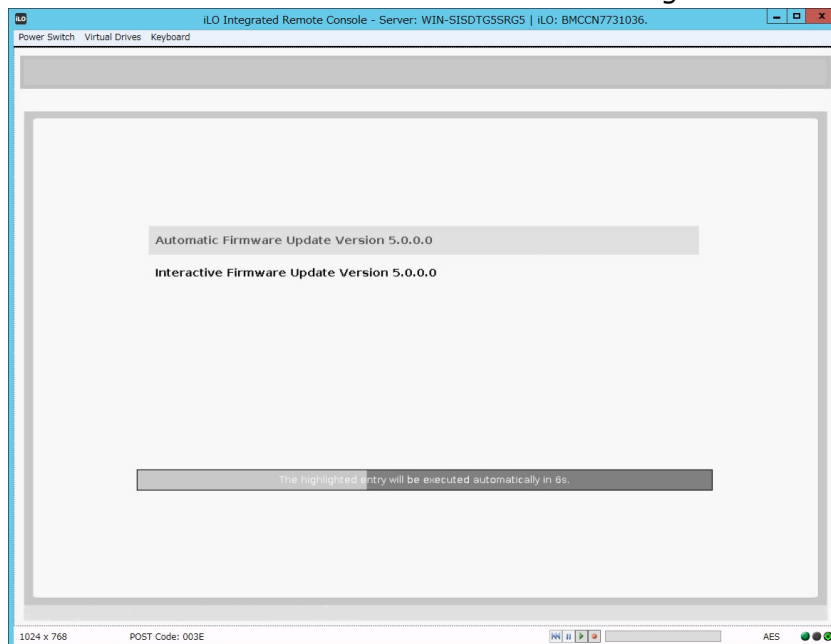 iLO
iLO Integrated Remote Console - Server: WIN-SISDTG5SRG5 | iLO: BMCCN7731036.
Power Switch Virtual Drives Keyboard
Automatic Firmware Update Version 5.0.0.0
Interactive Firmware Update Version 5.0.0.0
The highlighted entry will be executed automatically in 6s.
1024 x 768 POST Code: 003E AES